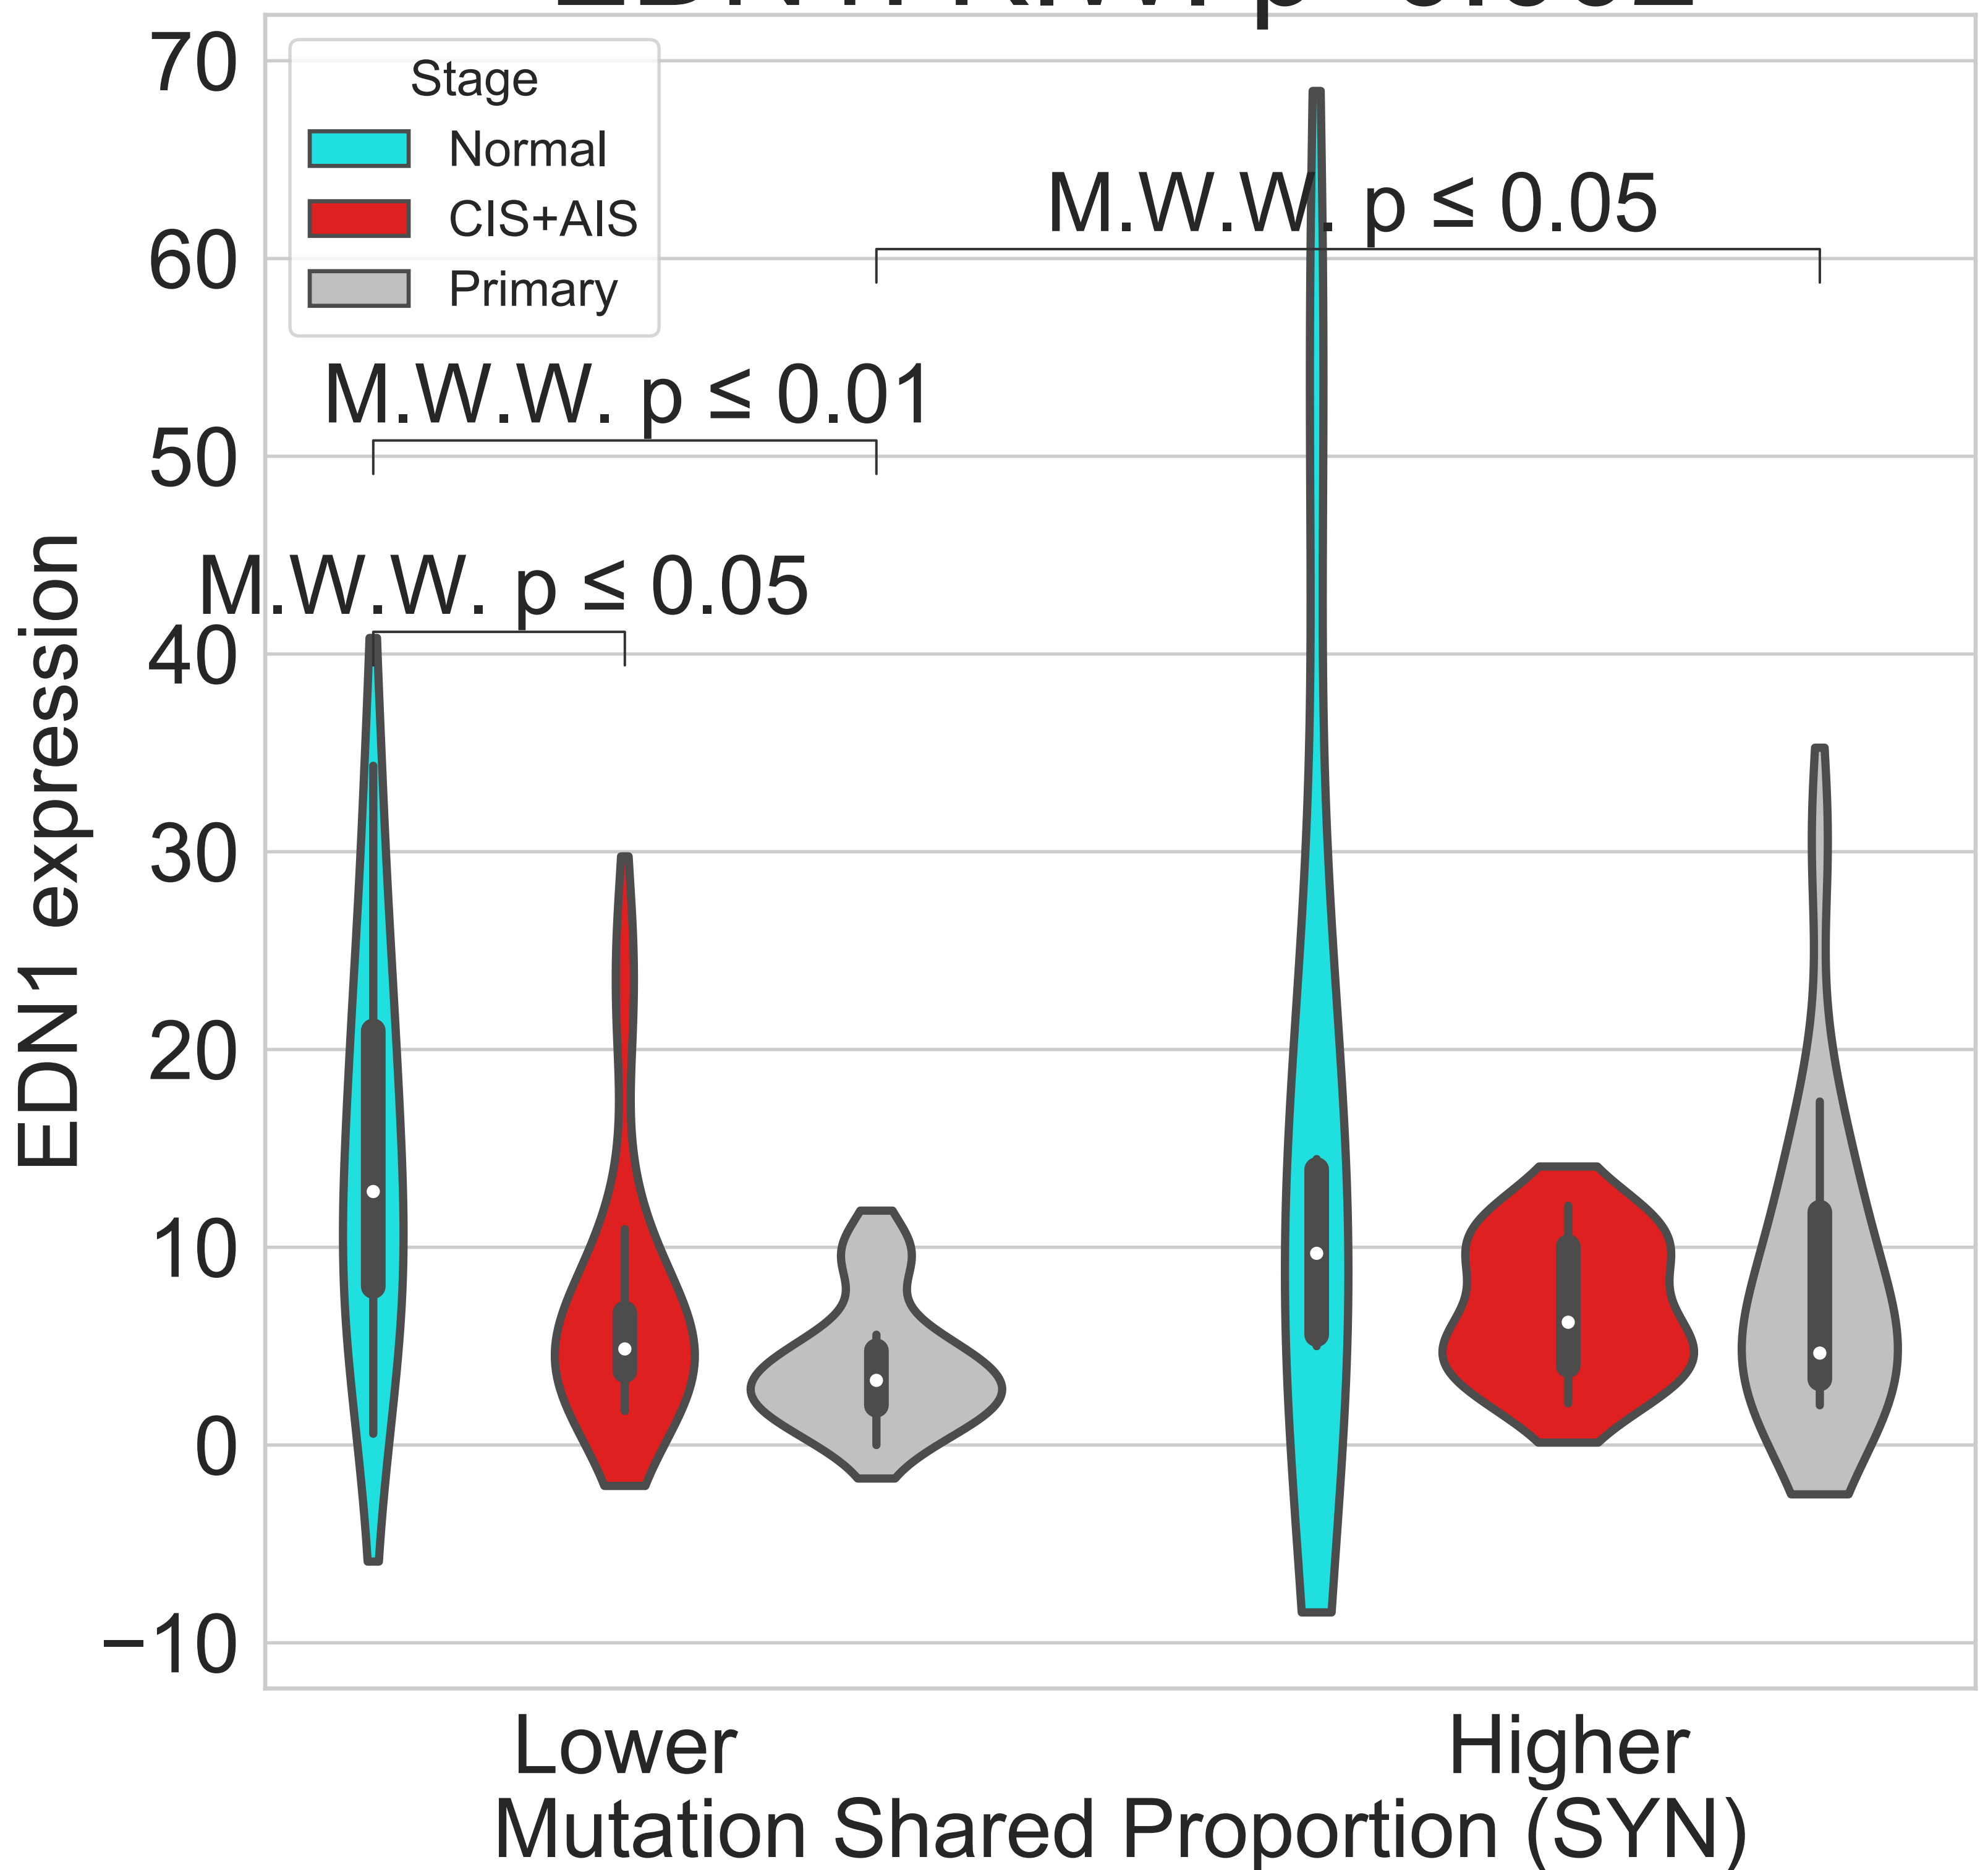 70
60
50
40
30
20
10
0
−10
EDN1 expression
Stage
Normal
CIS+AIS
Primary
M.W.W. p ≤ 0.05
M.W.W. p ≤ 0.01
M.W.W. p ≤ 0.05
Lower
Higher
Mutation Shared Proportion (SYN)